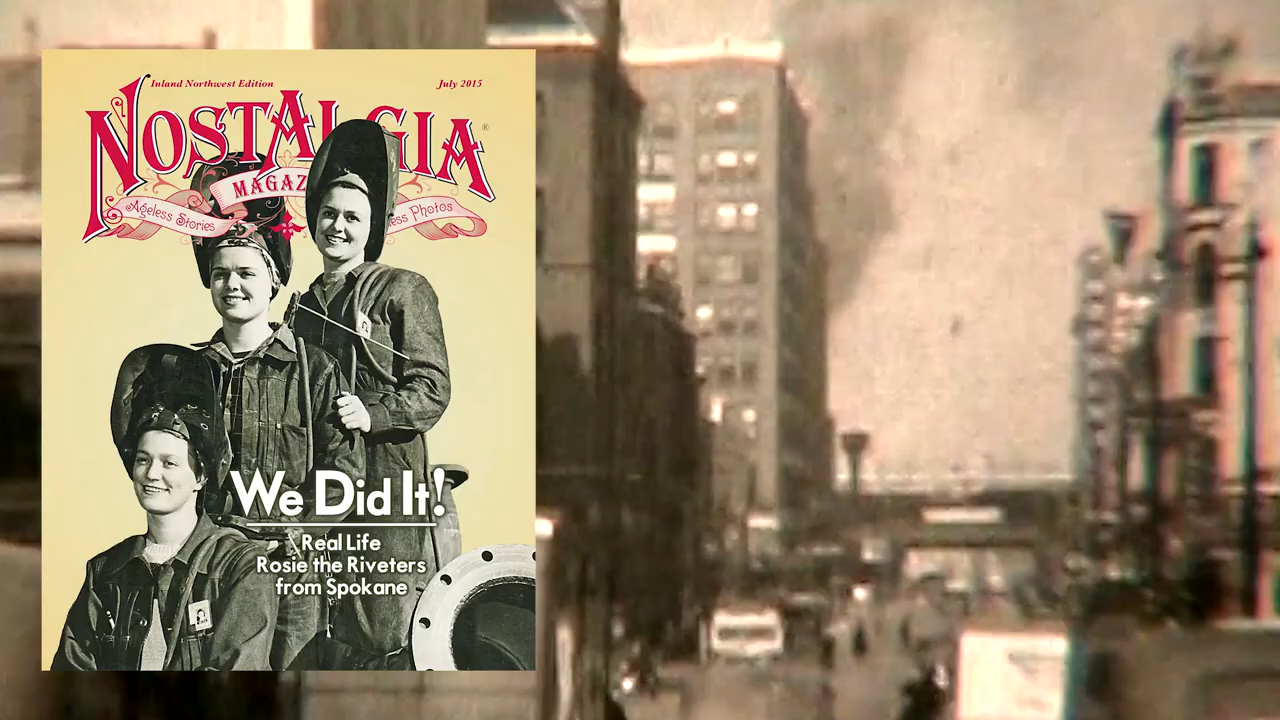 Inland Northwest Edition
July 2015
NOSTALGIA®
MAGAZ
Ageless Stories
ess Photos
We Did It!
Real Life
Rosie the Riveters
from Spokane